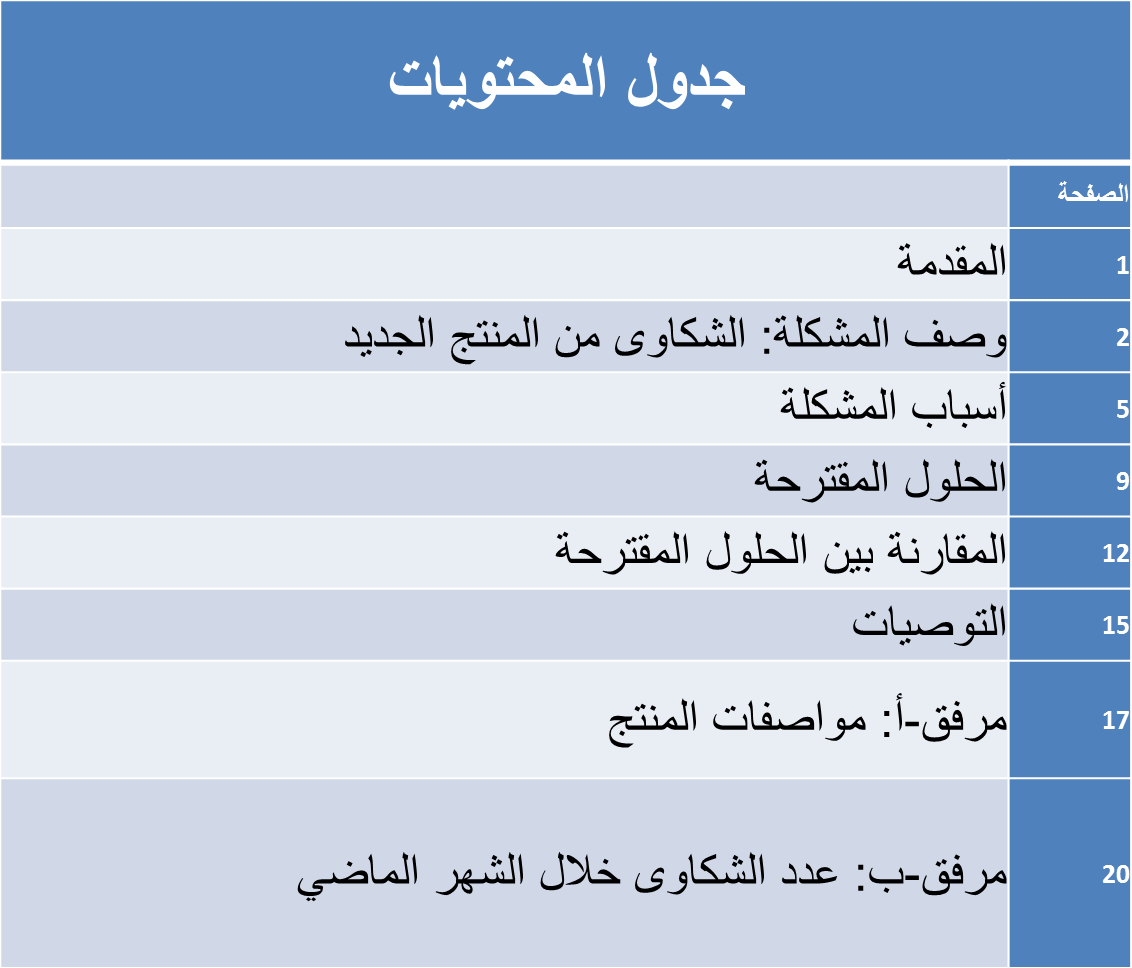 جدول المحتويات
الصفحة
1 المقدمة
2 وصف المشكلة: الشكاوى من المنتج الجديد
5 أسباب المشكلة
9 الحلول المقترحة
12 المقارنة بين الحلول المقترحة
15 التوصيات
17 مرفق-أ: مواصفات المنتج
20 مرفق-ب: عدد الشكاوى خلال الشهر الماضي